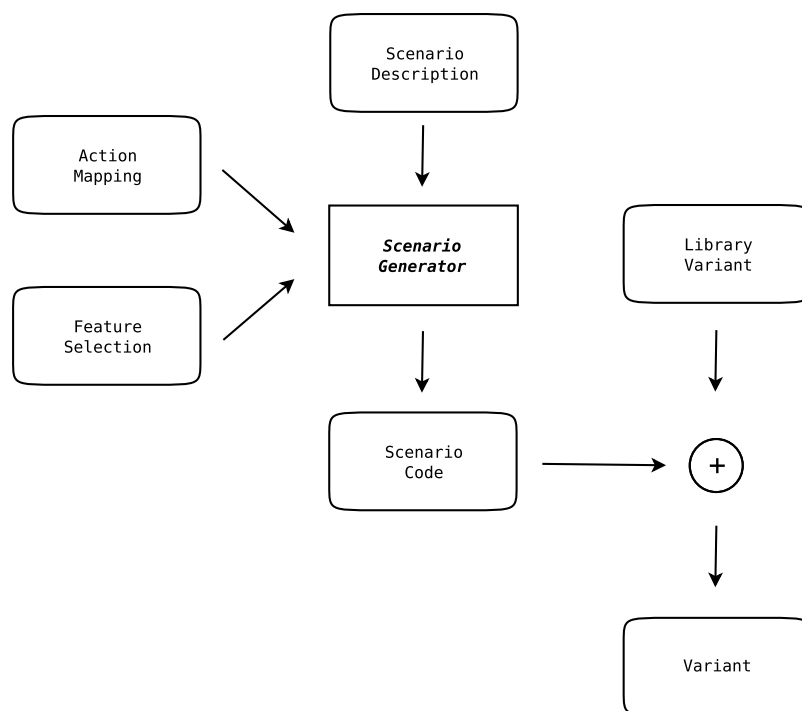 Scenario
Description
Action
Mapping
Scenario
Generator
Library
Variant
Feature
Selection
Scenario
Code
+
Variant